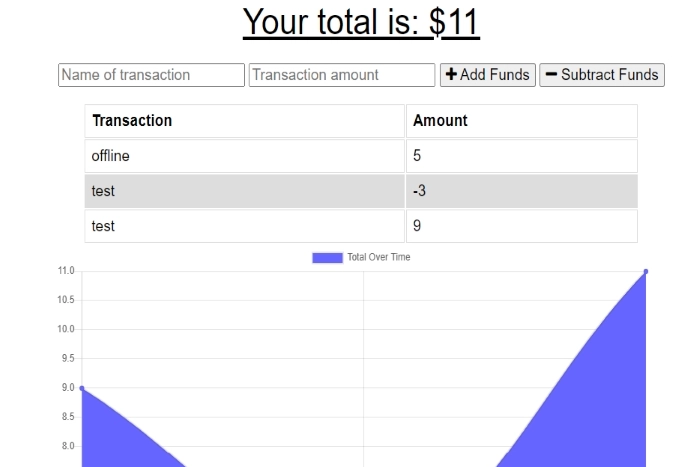 Your total is: $11
Name of transaction Transaction amount + Add Funds − Subtract Funds
Transaction Amount
offline 5
test -3
test 9
Total Over Time
11.0
10.5
10.0
9.5
9.0
8.5
8.0